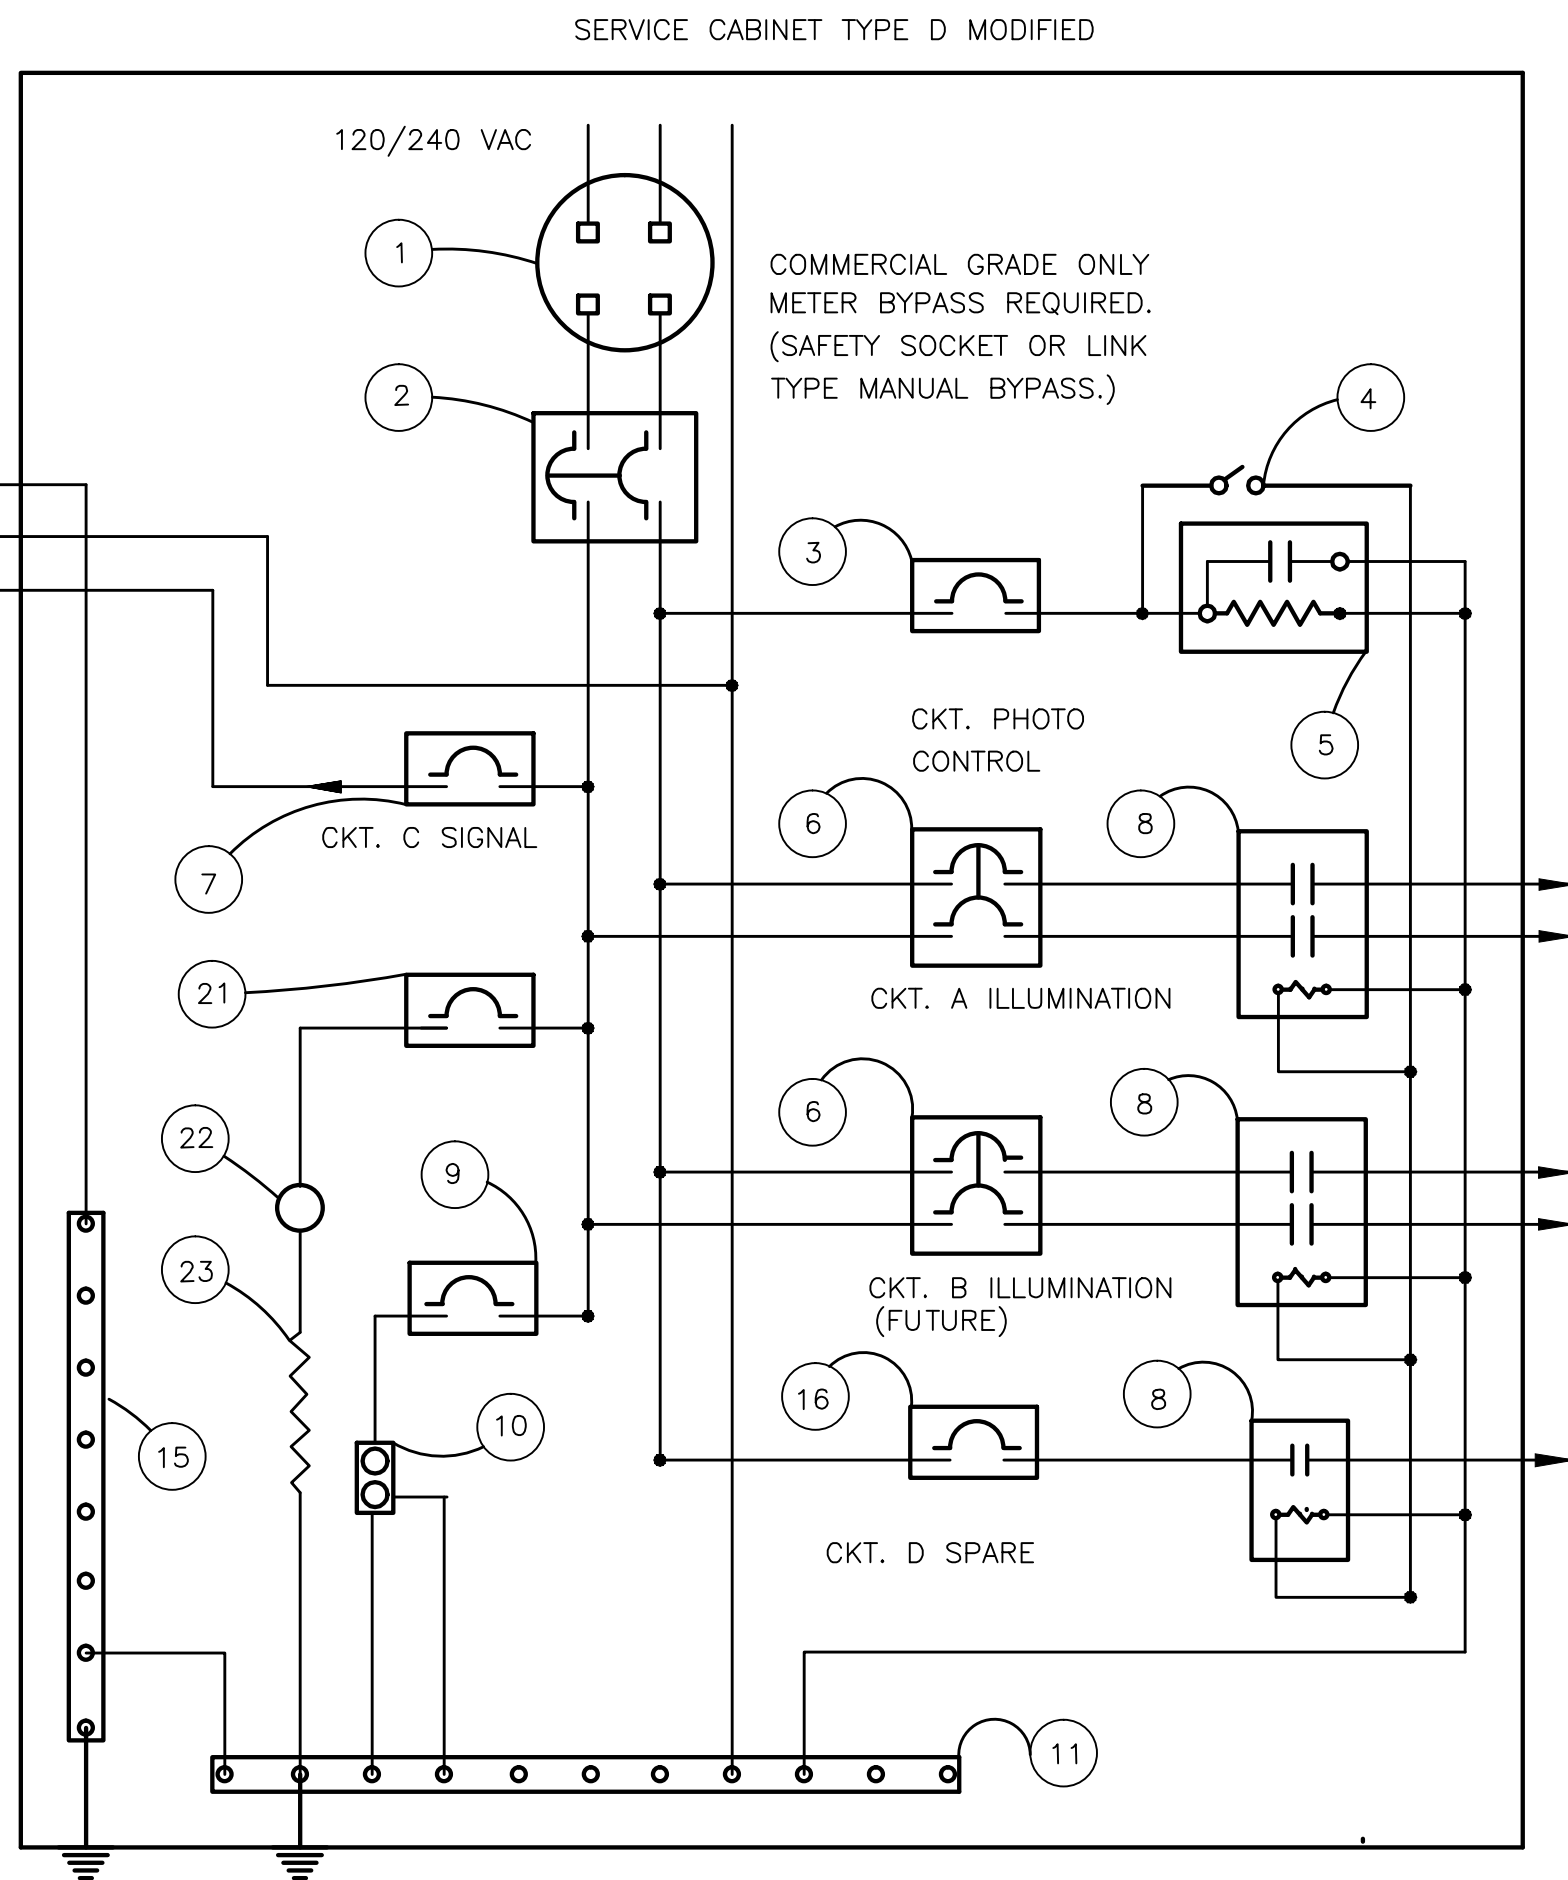 SERVICE CABINET TYPE D MODIFIED
120/240 VAC
1
COMMERCIAL GRADE ONLY
METER BYPASS REQUIRED.
(SAFETY SOCKET OR LINK
TYPE MANUAL BYPASS.)
2
4
3
CKT. PHOTO
CONTROL
5
6
8
CKT. C SIGNAL
7
21
CKT. A ILLUMINATION
6
8
22
9
23
CKT. B ILLUMINATION
(FUTURE)
16
8
10
15
CKT. D SPARE
11